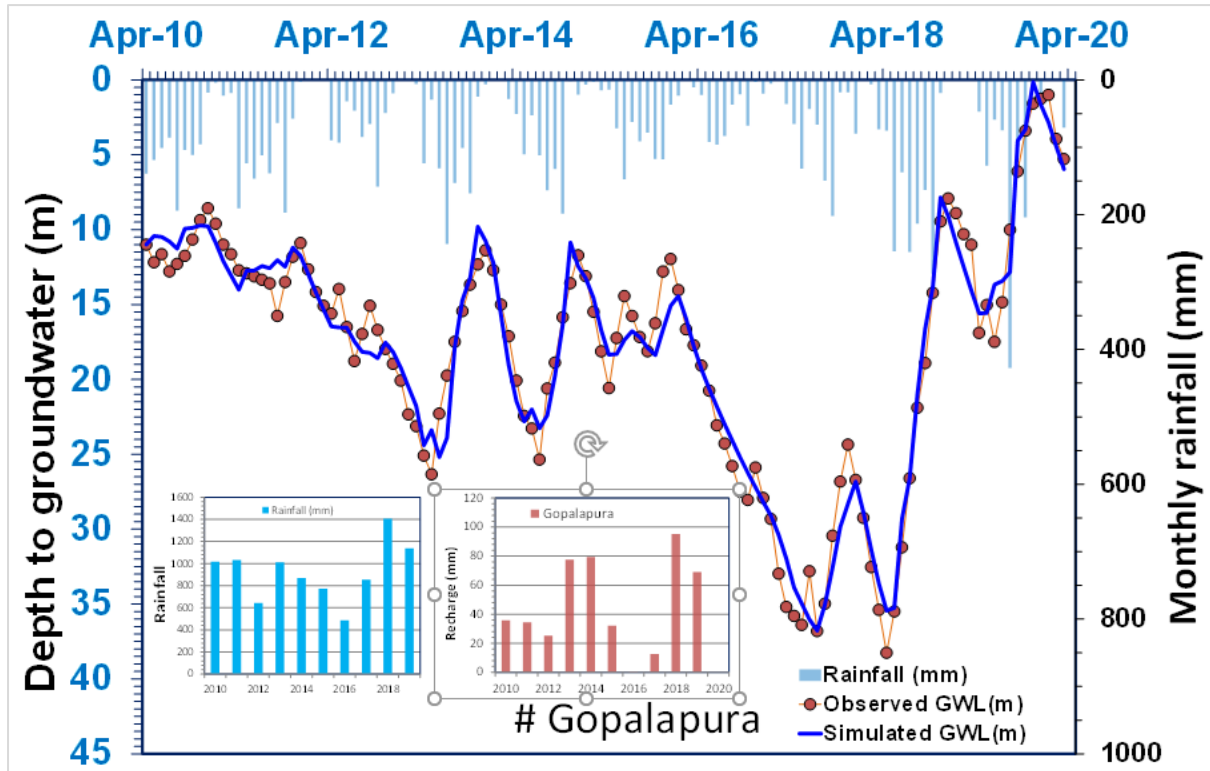 Apr-10 Apr-12 Apr-14 Apr-16 Apr-18 Apr-20
Depth to groundwater (m)
0
5
10
15
20
25
30
35
40
45
Monthly rainfall (mm)
0
200
400
600
800
1000
Rainfall
1600
1400
1200
1000
800
600
400
200
0
Rainfall (mm)
2010 2012 2014 2016 2018
Recharge (mm)
120
100
80
60
40
20
0
Gopalapura
2010 2012 2014 2016 2018 2020
# Gopalapura
Rainfall (mm)
Observed GWL(m)
Simulated GWL(m)